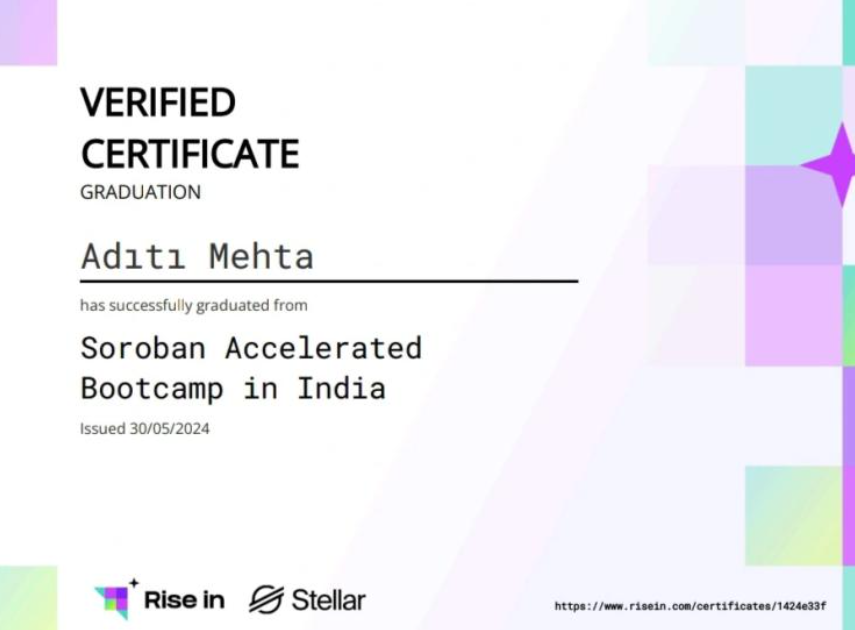 VERIFIED
CERTIFICATE
GRADUATION
Adıtı Mehta
has successfully graduated from
Soroban Accelerated
Bootcamp in India
Issued 30/05/2024
Rise in
Stellar
https://www.risein.com/certificates/1424e33f